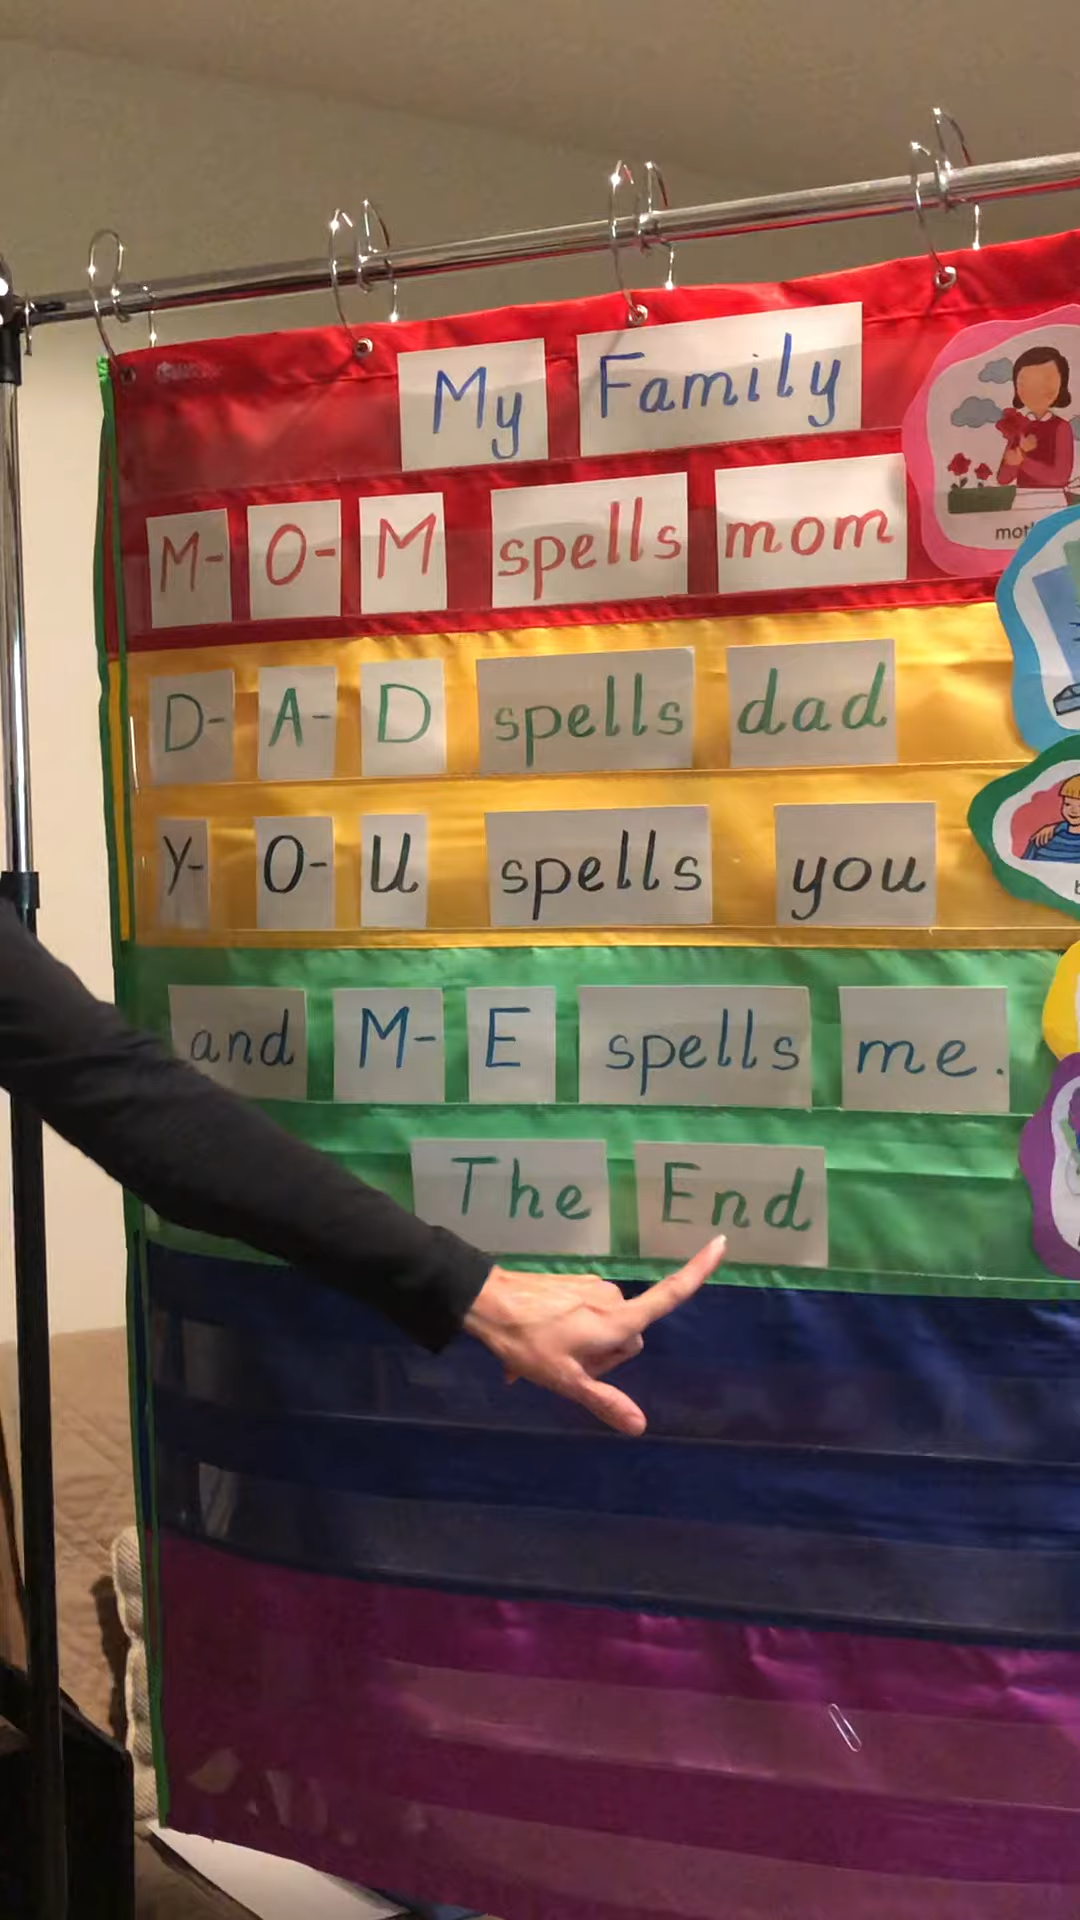 My Family
M- O- M spells mom
D- A- D spells dad
Y- O- U spells you
and M- E spells me.
The End